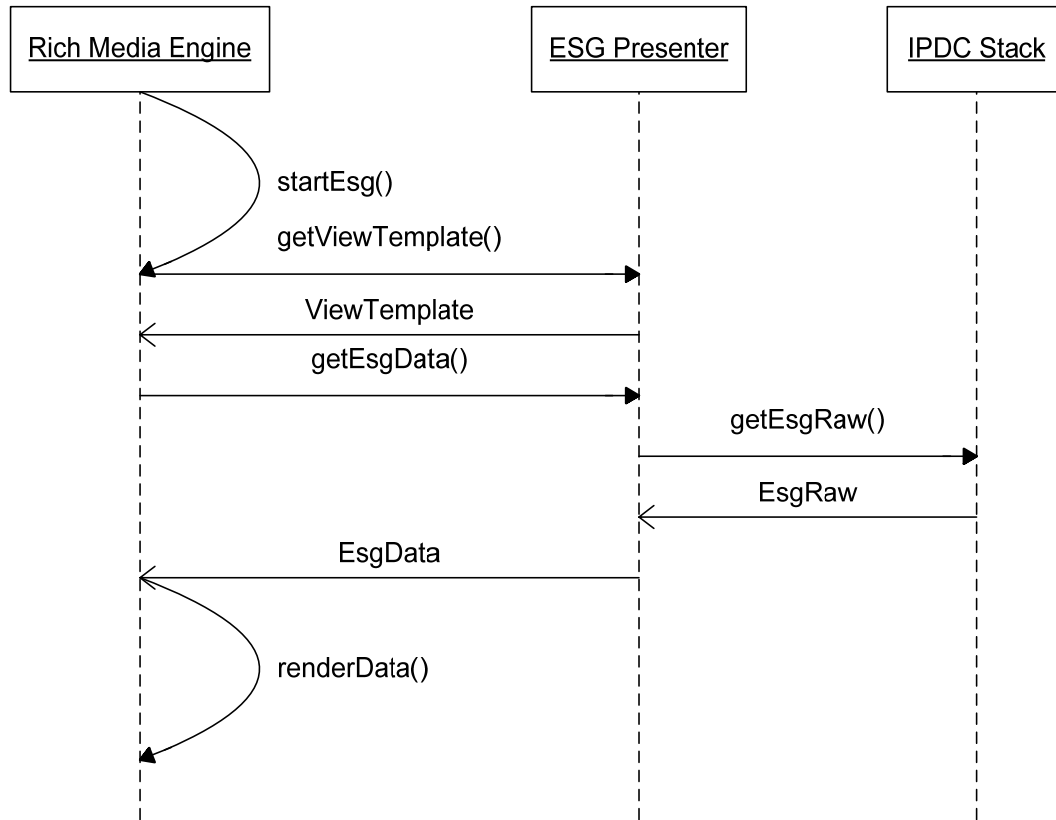 Rich Media Engine
ESG Presenter
IPDC Stack
startEsg()
getViewTemplate()
ViewTemplate
getEsgData()
getEsgRaw()
EsgRaw
EsgData
renderData()